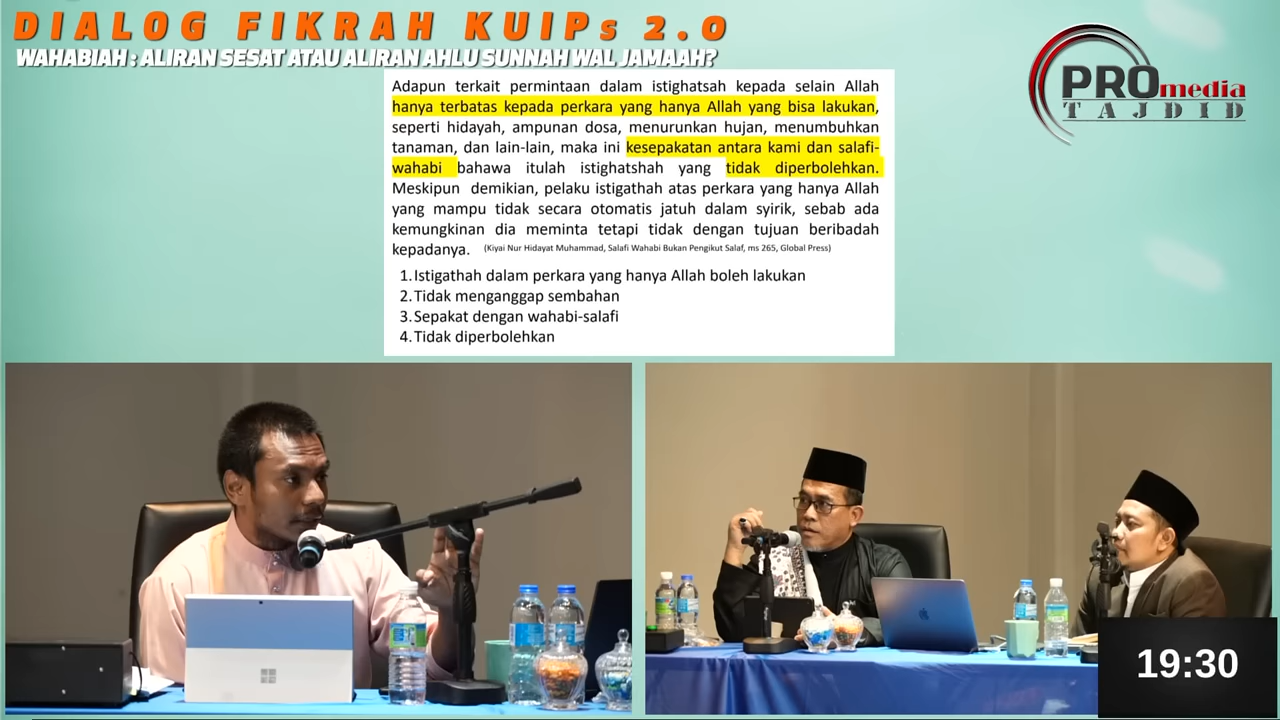 DIALOG FIKRAH KUIPs 2.0
WAHABIAH : ALIRAN SESAT ATAU ALIRAN AHLU SUNNAH WAL JAMAAH?
PROmedia
TAJDID
Adapun terkait permintaan dalam istighatsah kepada selain Allah
hanya terbatas kepada perkara yang hanya Allah yang bisa lakukan,
seperti hidayah, ampunan dosa, menurunkan hujan, menumbuhkan
tanaman, dan lain-lain, maka ini kesepakatan antara kami dan salafi-
wahabi bahawa itulah istighatshah yang tidak diperbolehkan.
Meskipun demikian, pelaku istigathah atas perkara yang hanya Allah
yang mampu tidak secara otomatis jatuh dalam syirik, sebab ada
kemungkinan dia meminta tetapi tidak dengan tujuan beribadah
kepadanya. (Kiyai Nur Hidayat Muhammad, Salafi Wahabi Bukan Pengikut Salaf, ms 265, Global Press)
1. Istigathah dalam perkara yang hanya Allah boleh lakukan
2. Tidak menganggap sembahan
3. Sepakat dengan wahabi-salafi
4. Tidak diperbolehkan
19:30